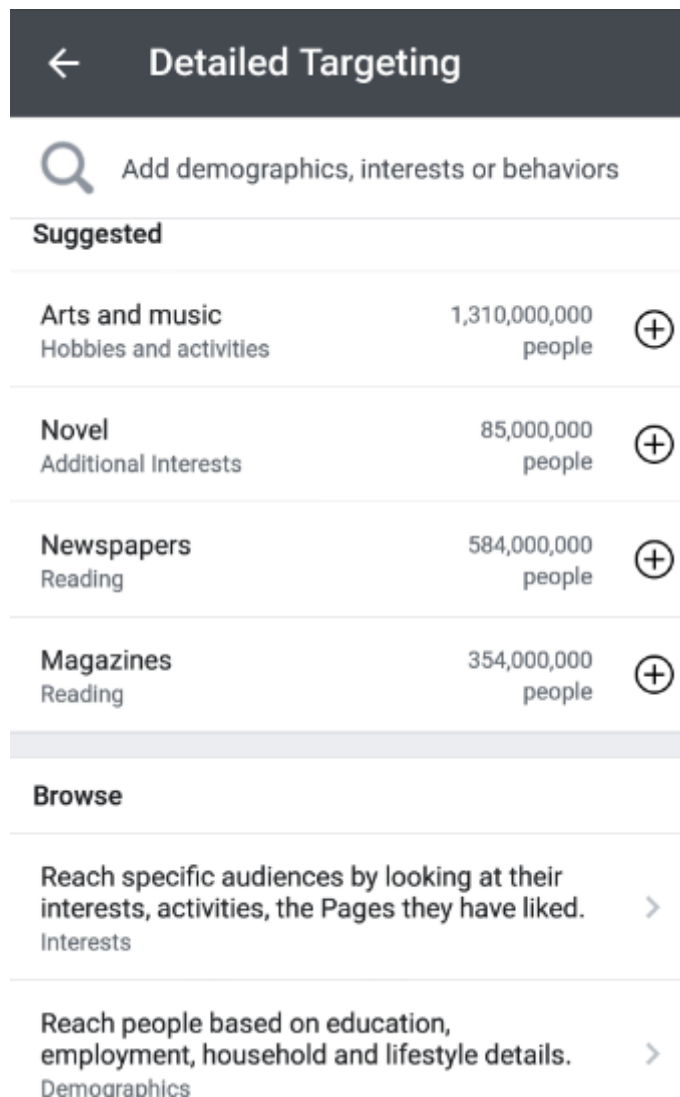 Detailed Targeting
Add demographics, interests or behaviors
Suggested
Arts and music
1,310,000,000
Hobbies and activities
people
Novel
85,000,000
Additional Interests
people
Newspapers
584,000,000
Reading
people
Magazines
354,000,000
Reading
people
Browse
Reach specific audiences by looking at their
interests, activities, the Pages they have liked.
Interests
Reach people based on education,
employment, household and lifestyle details.
Demographics